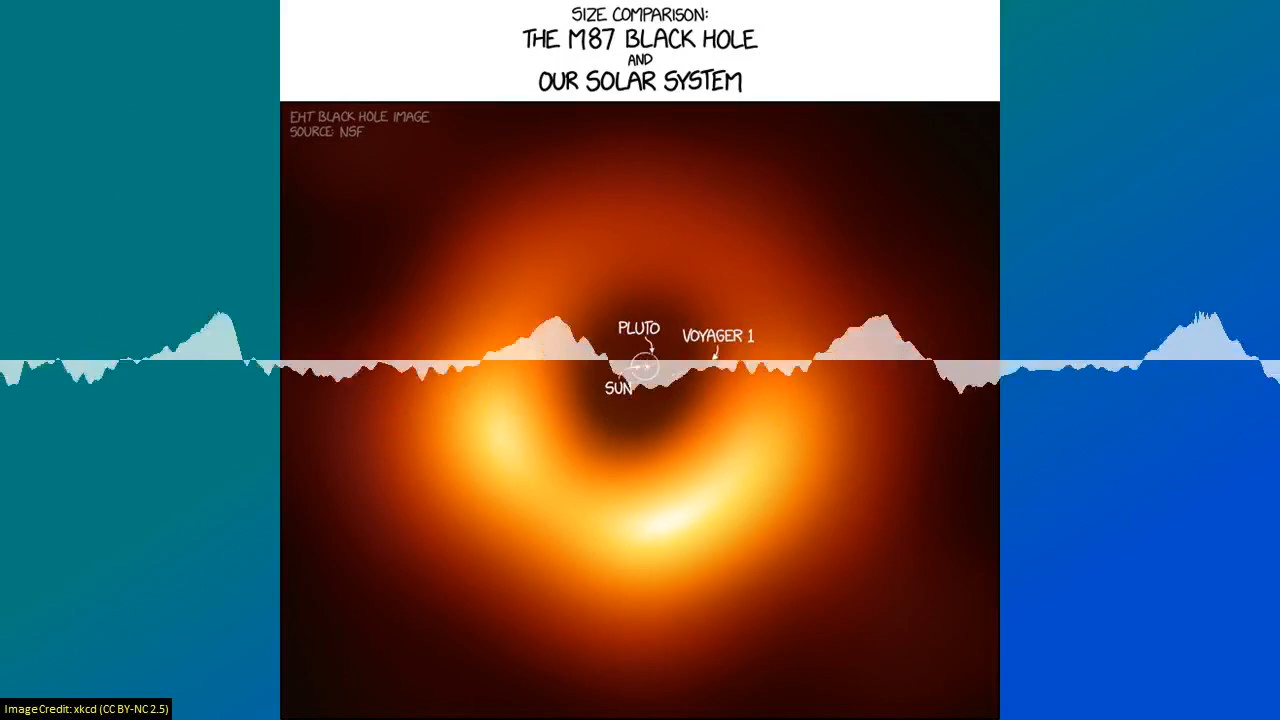 SIZE COMPARISON:
THE M87 BLACK HOLE
AND
OUR SOLAR SYSTEM
EHT BLACK HOLE IMAGE
SOURCE: NSF
PLUTO
VOYAGER 1
SUN
Image Credit: xkcd (CC BY-NC 2.5)